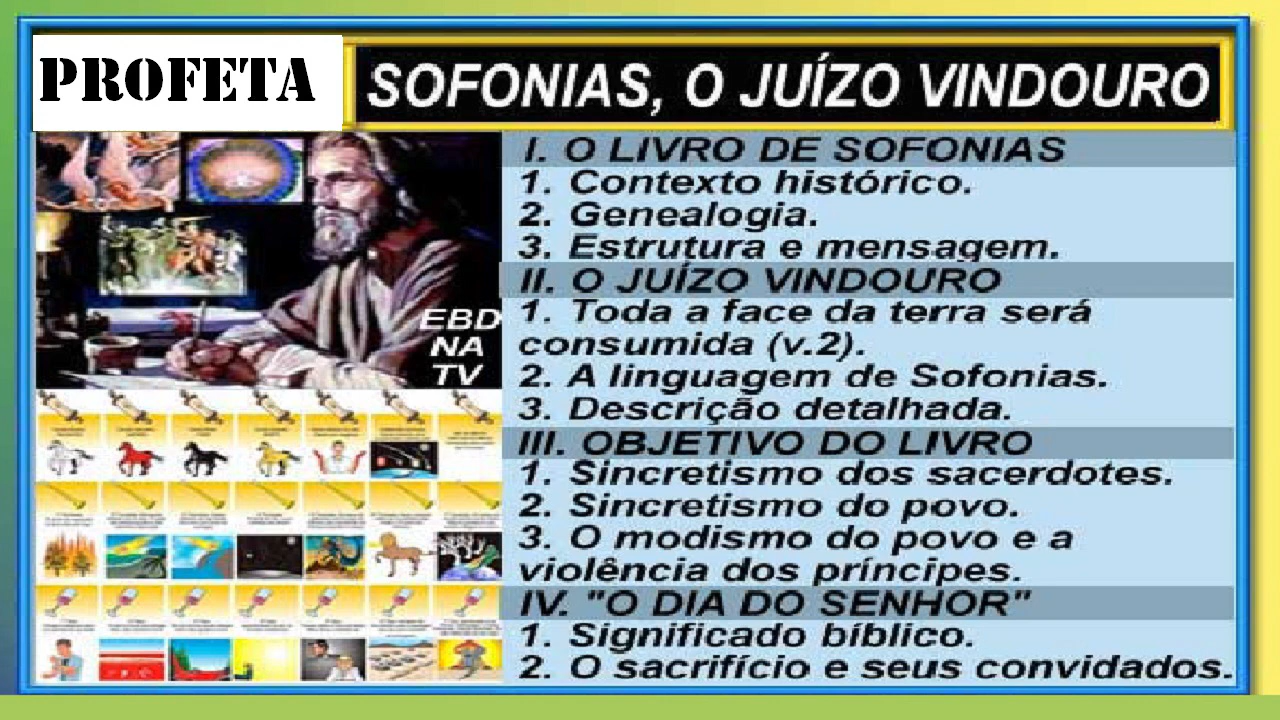 PROFETA
SOFONIAS, O JUÍZO VINDOURO
I. O LIVRO DE SOFONIAS
1. Contexto histórico.
2. Genealogia.
3. Estrutura e mensagem.
II. O JUÍZO VINDOURO
1. Toda a face da terra será
consumida (v.2).
2. A linguagem de Sofonias.
3. Descrição detalhada.
III. OBJETIVO DO LIVRO
1. Sincretismo dos sacerdotes.
2. Sincretismo do povo.
3. O modismo do povo e a
violência dos príncipes.
IV. "O DIA DO SENHOR"
1. Significado bíblico.
2. O sacrifício e seus convidados.
EBD
NA
TV